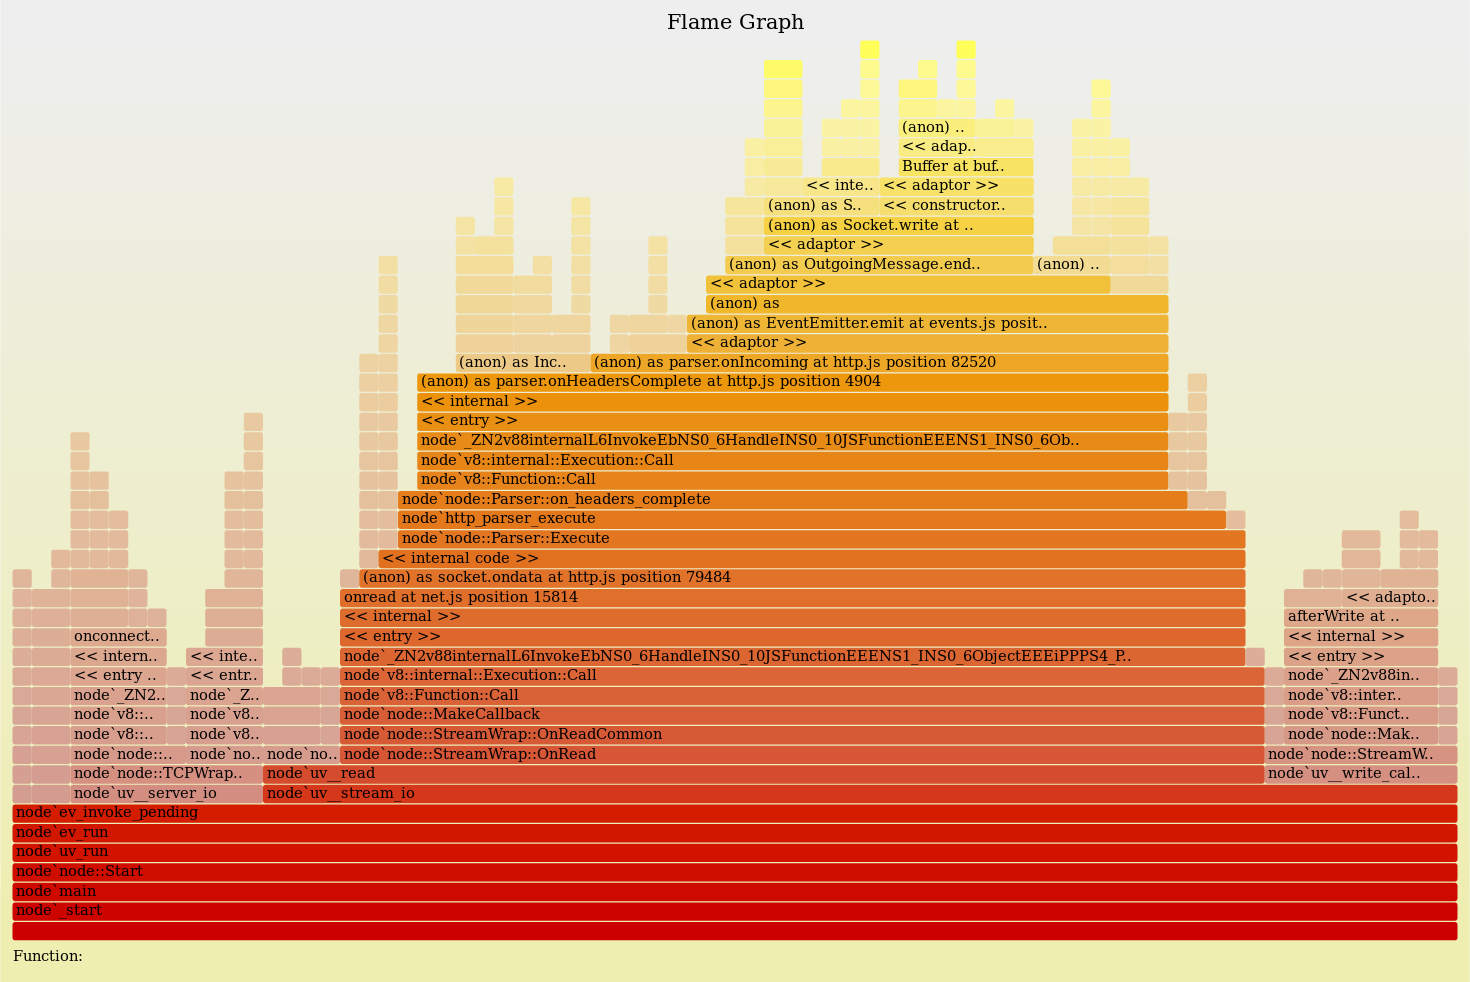 Flame Graph
(anon) ..
<< adap..
Buffer at buf..
<< inte.. << adaptor >>
(anon) as S.. << constructor..
(anon) as Socket.write at ..
<< adaptor >>
(anon) as OutgoingMessage.end.. (anon) ..
<< adaptor >>
(anon) as
(anon) as EventEmitter.emit at events.js posit..
<< adaptor >>
(anon) as Inc.. (anon) as parser.onIncoming at http.js position 82520
(anon) as parser.onHeadersComplete at http.js position 4904
<< internal >>
<< entry >>
node`_ZN2v88internalL6InvokeEbNS0_6HandleINS0_10JSFunctionEEENS1_INS0_6Ob..
node`v8::internal::Execution::Call
node`v8::Function::Call
node`node::Parser::on_headers_complete
node`http_parser_execute
node`node::Parser::Execute
<< internal code >>
(anon) as socket.ondata at http.js position 79484
onread at net.js position 15814 << adapto..
<< internal >> afterWrite at ..
onconnect.. << entry >> << internal >>
<< intern.. << inte.. node`_ZN2v88internalL6InvokeEbNS0_6HandleINS0_10JSFunctionEEENS1_INS0_6ObjectEEEiPPPS4_P.. << entry >>
<< entry .. << entr.. node`v8::internal::Execution::Call node`_ZN2v88in..
node`_ZN2.. node`_Z.. node`v8::Function::Call node`v8::inter..
node`v8::.. node`v8.. node`node::MakeCallback node`v8::Funct..
node`v8::.. node`v8.. node`node::StreamWrap::OnReadCommon node`node::Mak..
node`node::.. node`no.. node`no.. node`node::StreamWrap::OnRead node`node::StreamW..
node`node::TCPWrap.. node`uv__read node`uv__write_cal..
node`uv__server_io node`uv__stream_io
node`ev_invoke_pending
node`ev_run
node`uv_run
node`node::Start
node`main
node`_start
Function: